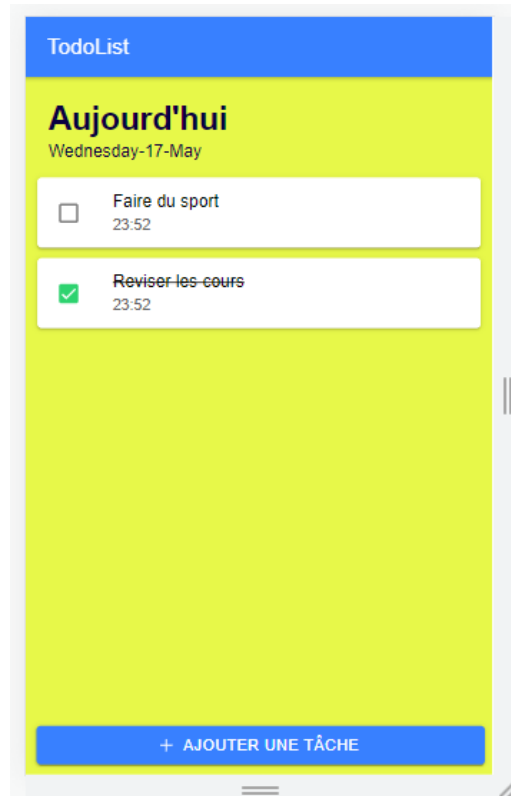 TodoList
Aujourd'hui
Wednesday-17-May
Faire du sport
23:52
Reviser les cours
23:52
+ AJOUTER UNE TÂCHE